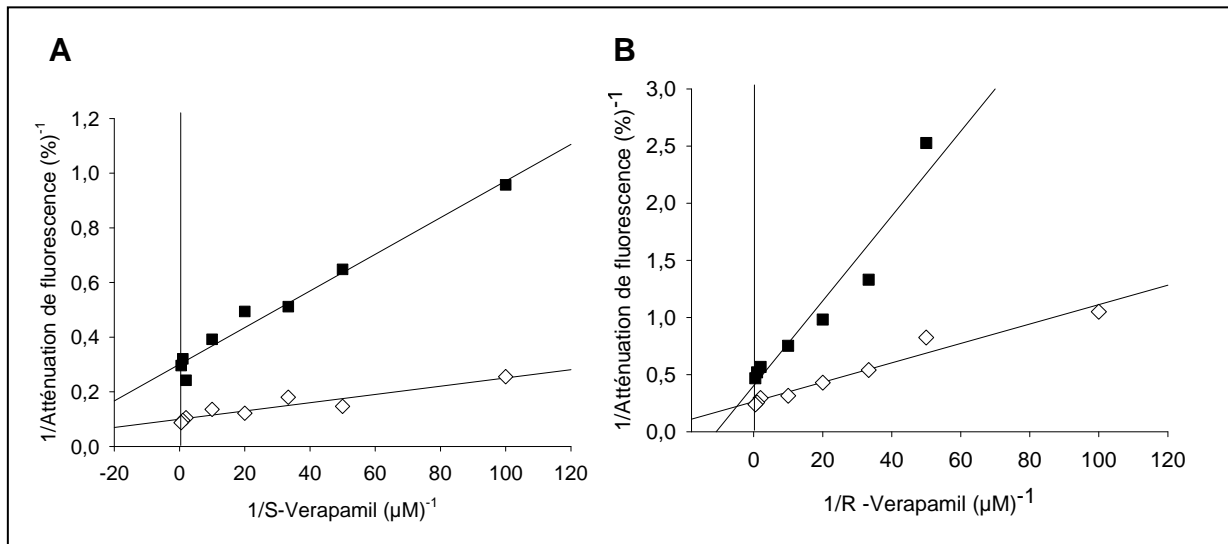 A
1/Atténuation de fluorescence (%)-1
1,2
1,0
0,8
0,6
0,4
0,2
0,0
-20 0 20 40 60 80 100 120
1/S-Verapamil (µM)-1
B
1/Atténuation de fluorescence (%)-1
3,0
2,5
2,0
1,5
1,0
0,5
0,0
0 20 40 60 80 100 120
1/R -Verapamil (µM)-1